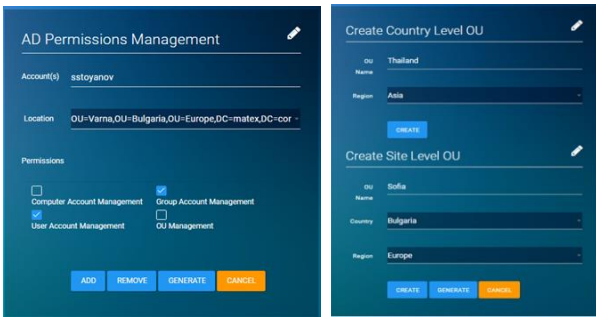 AD Permissions Management
Account(s) sstoyanov
Location OU=Varna,OU=Bulgaria,OU=Europe,DC=matex,DC=cor
Permissions
Computer Account Management Group Account Management
User Account Management OU Management
ADD REMOVE GENERATE CANCEL
Create Country Level OU
OU Name Thailand
Region Asia
CREATE
Create Site Level OU
OU Name Sofia
Country Bulgaria
Region Europe
CREATE GENERATE CANCEL